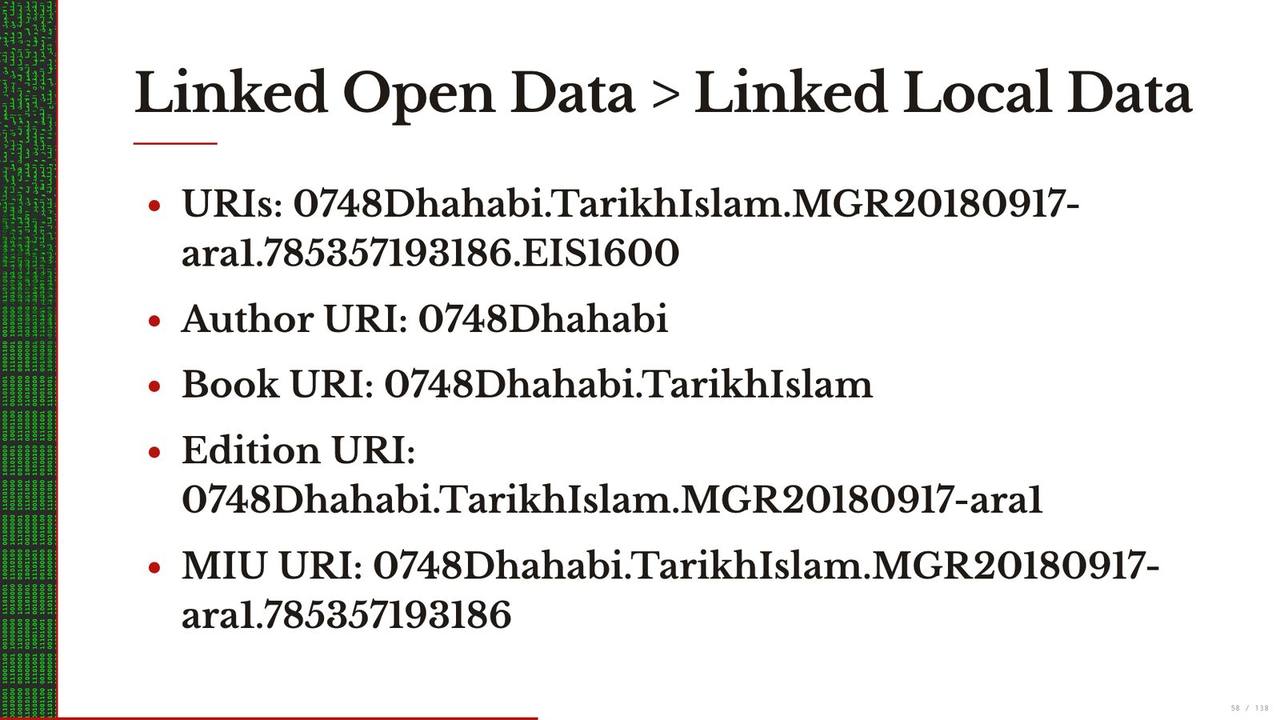 Linked Open Data > Linked Local Data
• URIs: 0748Dhahabi.TarikhIslam.MGR20180917-
ara1.785357193186.EIS1600
• Author URI: 0748Dhahabi
• Book URI: 0748Dhahabi.TarikhIslam
• Edition URI:
0748Dhahabi.TarikhIslam.MGR20180917-ara1
• MIU URI: 0748Dhahabi.TarikhIslam.MGR20180917-
ara1.785357193186
58 / 138